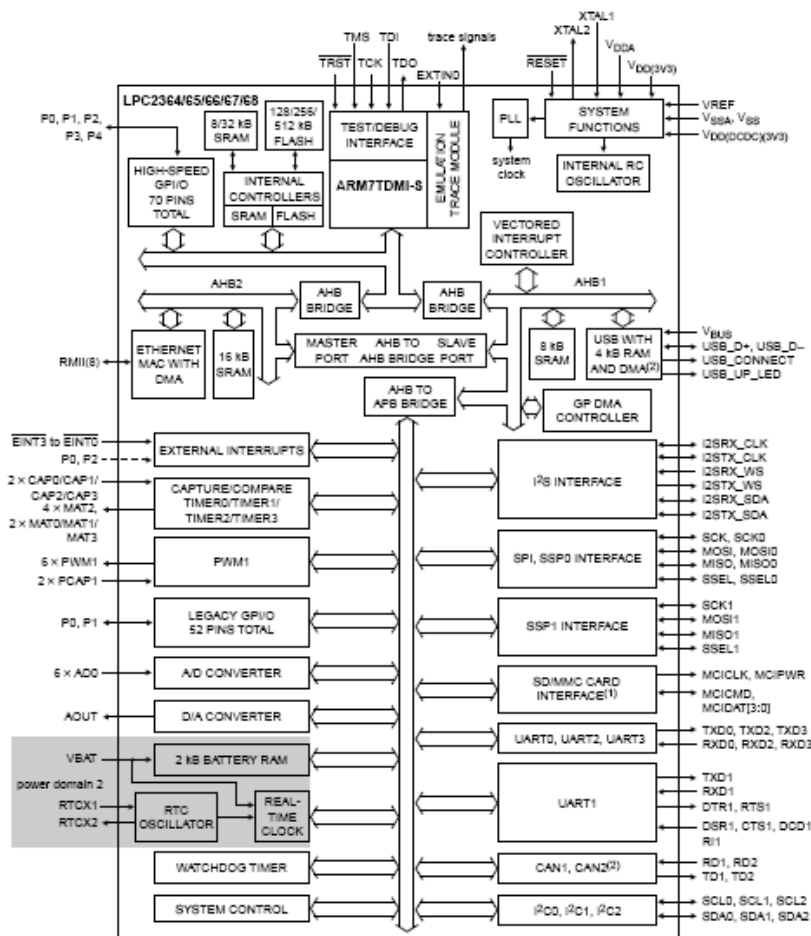 XTAL1
XTAL2
TMS TDI
trace signals
VDDA
TRST TCK TDO
RESET
VDD(3V3)
EXTIN0
LPC2364/65/66/67/68
P0, P1, P2,
P3, P4
8/32 kB
SRAM
128/256/
512 kB
FLASH
TEST/DEBUG
INTERFACE
EMULATION
TRACE MODULE
PLL
SYSTEM
FUNCTIONS
VREF
VSSA, VSS
VDD(DCDC)(3V3)
system
clock
HIGH-SPEED
GPI/O
70 PINS
TOTAL
INTERNAL
CONTROLLERS
SRAM FLASH
ARM7TDMI-S
INTERNAL RC
OSCILLATOR
VECTORED
INTERRUPT
CONTROLLER
AHB2
AHB
BRIDGE
AHB
BRIDGE
AHB1
RMII(8)
ETHERNET
MAC WITH
DMA
16 kB
SRAM
MASTER AHB TO SLAVE
PORT AHB BRIDGE PORT
8 kB
SRAM
USB WITH
4 kB RAM
AND DMA(2)
VBUS
USB_D+, USB_D−
USB_CONNECT
USB_UP_LED
AHB TO
APB BRIDGE
GP DMA
CONTROLLER
EINT3 to EINT0
P0, P2
EXTERNAL INTERRUPTS
I2S INTERFACE
I2SRX_CLK
I2STX_CLK
I2SRX_WS
I2STX_WS
I2SRX_SDA
I2STX_SDA
2 × CAP0/CAP1/
CAP2/CAP3
4 × MAT2,
2 × MAT0/MAT1/
MAT3
CAPTURE/COMPARE
TIMER0/TIMER1/
TIMER2/TIMER3
6 × PWM1
2 × PCAP1
PWM1
SPI, SSP0 INTERFACE
SCK, SCK0
MOSI, MOSI0
MISO, MISO0
SSEL, SSEL0
P0, P1
LEGACY GPI/O
52 PINS TOTAL
SSP1 INTERFACE
SCK1
MOSI1
MISO1
SSEL1
6 × AD0
A/D CONVERTER
SD/MMC CARD
INTERFACE(1)
MCICLK, MCIPWR
MCICMD,
MCIDAT[3:0]
AOUT
D/A CONVERTER
UART0, UART2, UART3
TXD0, TXD2, TXD3
RXD0, RXD2, RXD3
VBAT
2 kB BATTERY RAM
power domain 2
RTCX1
RTCX2
RTC
OSCILLATOR
REAL-
TIME
CLOCK
UART1
TXD1
RXD1
DTR1, RTS1
DSR1, CTS1, DCD1,
RI1
WATCHDOG TIMER
CAN1, CAN2(2)
RD1, RD2
TD1, TD2
SYSTEM CONTROL
I2C0, I2C1, I2C2
SCL0, SCL1, SCL2
SDA0, SDA1, SDA2